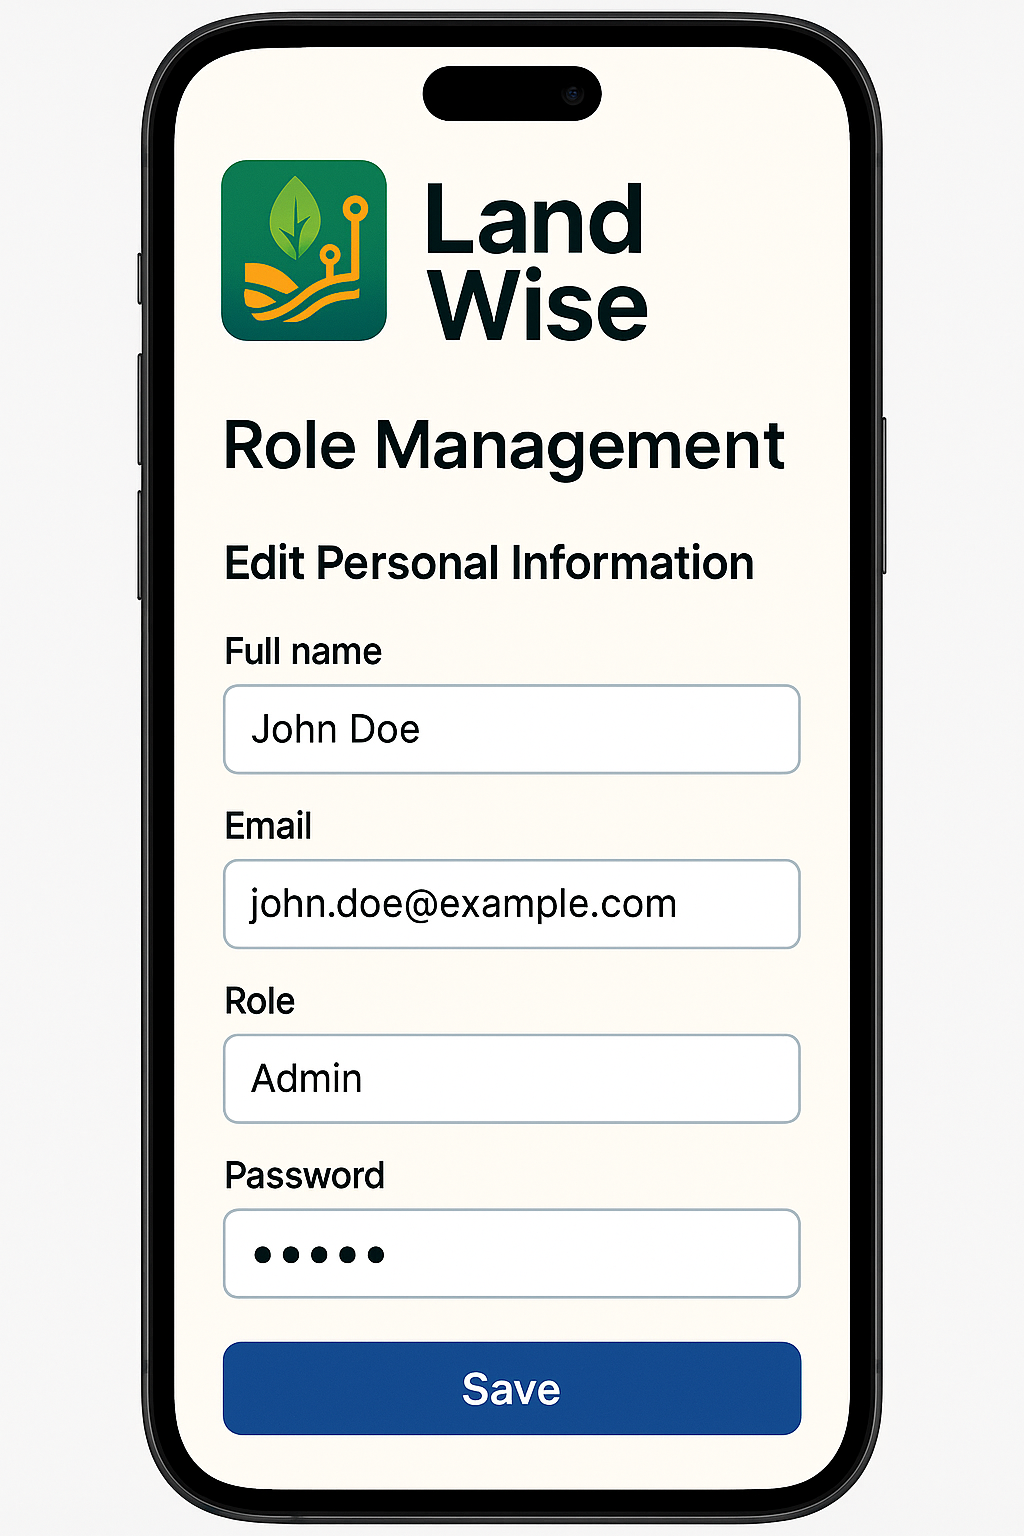 Land
Wise
Role Management
Edit Personal Information
Full name
John Doe
Email
john.doe@example.com
Role
Admin
Password
•••••
Save